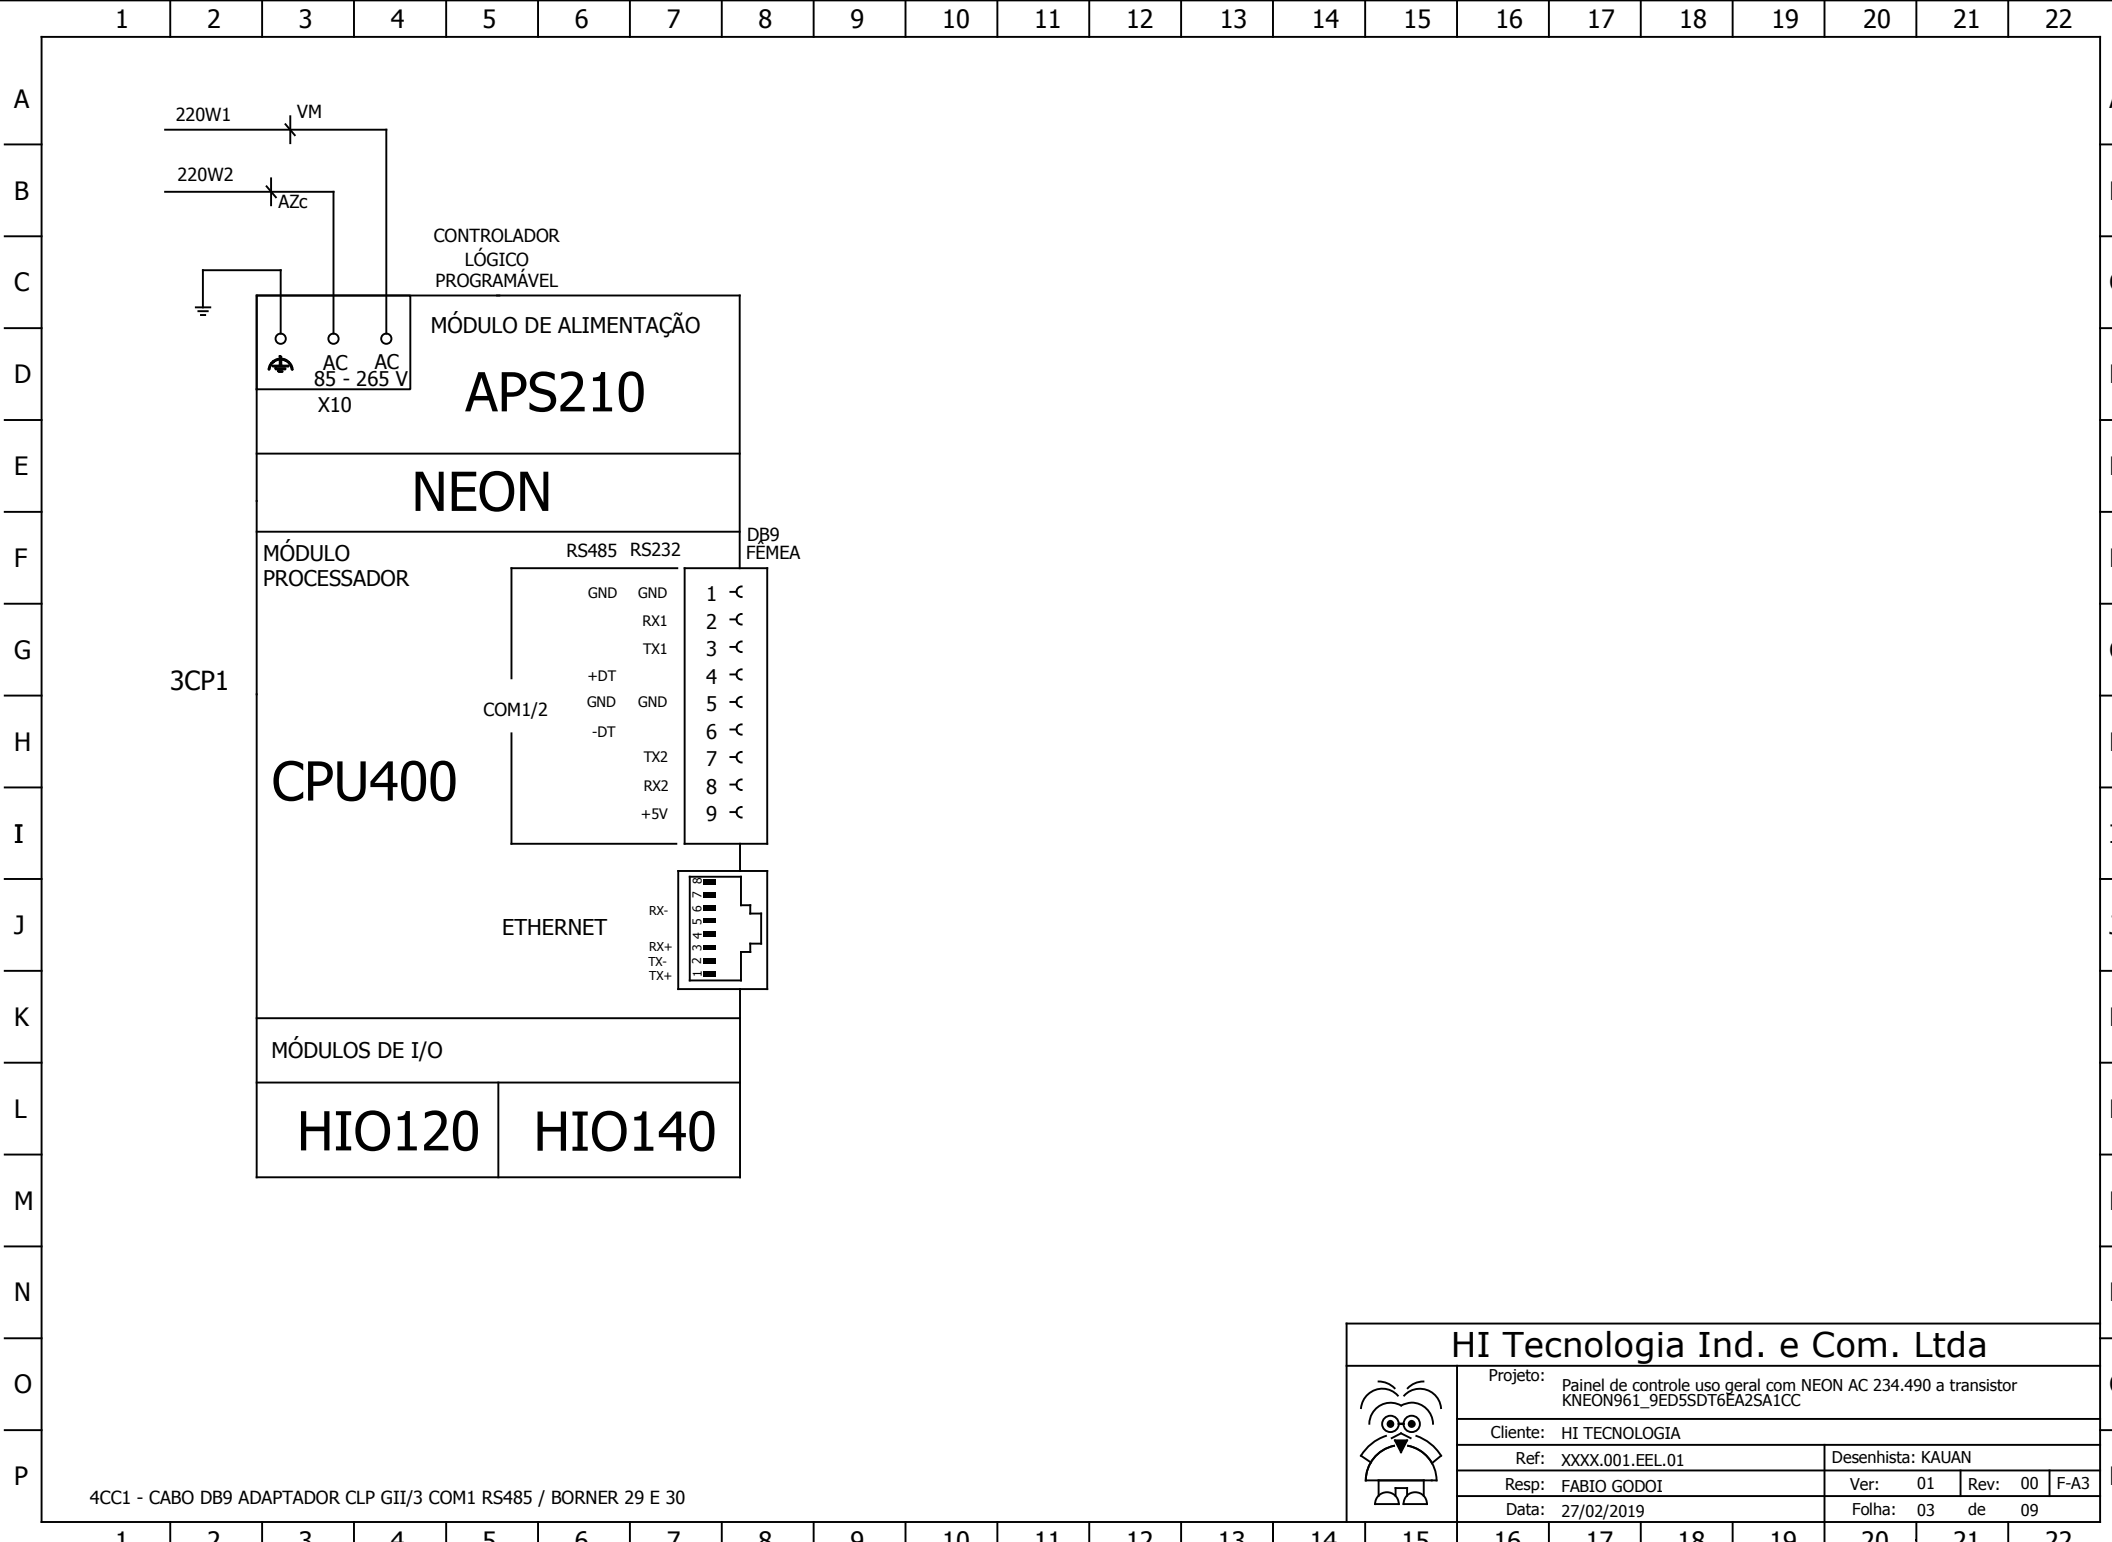 1 2 3 4 5 6 7 8 9 10 11 12 13 14 15 16 17 18 19 20 21 22
A
B
C
D
E
F
G
H
I
J
K
L
M
N
O
P
220W1
VM
220W2
AZc
CONTROLADOR
LÓGICO
PROGRAMÁVEL
MÓDULO DE ALIMENTAÇÃO
AC AC
85 - 265 V
X10
APS210
NEON
MÓDULO
PROCESSADOR
RS485 RS232
DB9
FÊMEA
GND GND 1
RX1 2
TX1 3
+DT 4
GND GND 5
-DT 6
TX2 7
RX2 8
+5V 9
COM1/2
3CP1
CPU400
ETHERNET
RX-
RX+
TX-
TX+
1 2 3 4 5 6 7 8
MÓDULOS DE I/O
HIO120 HIO140
4CC1 - CABO DB9 ADAPTADOR CLP GII/3 COM1 RS485 / BORNER 29 E 30
HI Tecnologia Ind. e Com. Ltda
Projeto: Painel de controle uso geral com NEON AC 234.490 a transistor
KNEON961_9ED5SDT6EA2SA1CC
Cliente: HI TECNOLOGIA
Ref: XXXX.001.EEL.01 Desenhista: KAUAN
Resp: FABIO GODOI Ver: 01 Rev: 00 F-A3
Data: 27/02/2019 Folha: 03 de 09
1 2 3 4 5 6 7 8 9 10 11 12 13 14 15 16 17 18 19 20 21 22